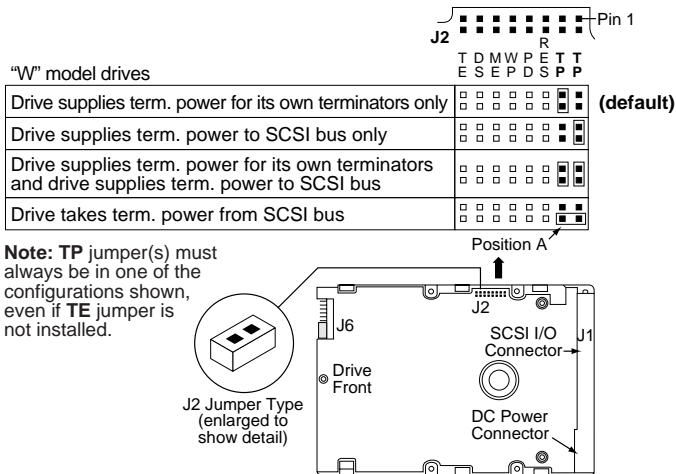 Pin 1
J2
T D M W P R T T
E S E P D E P P
S
"W" model drives
Drive supplies term. power for its own terminators only
(default)
Drive supplies term. power to SCSI bus only
Drive supplies term. power for its own terminators
and drive supplies term. power to SCSI bus
Drive takes term. power from SCSI bus
Position A
Note: TP jumper(s) must
always be in one of the
configurations shown,
even if TE jumper is
not installed.
J2
J6
SCSI I/O
Connector
J1
Drive
Front
J2 Jumper Type
(enlarged to
show detail)
DC Power
Connector